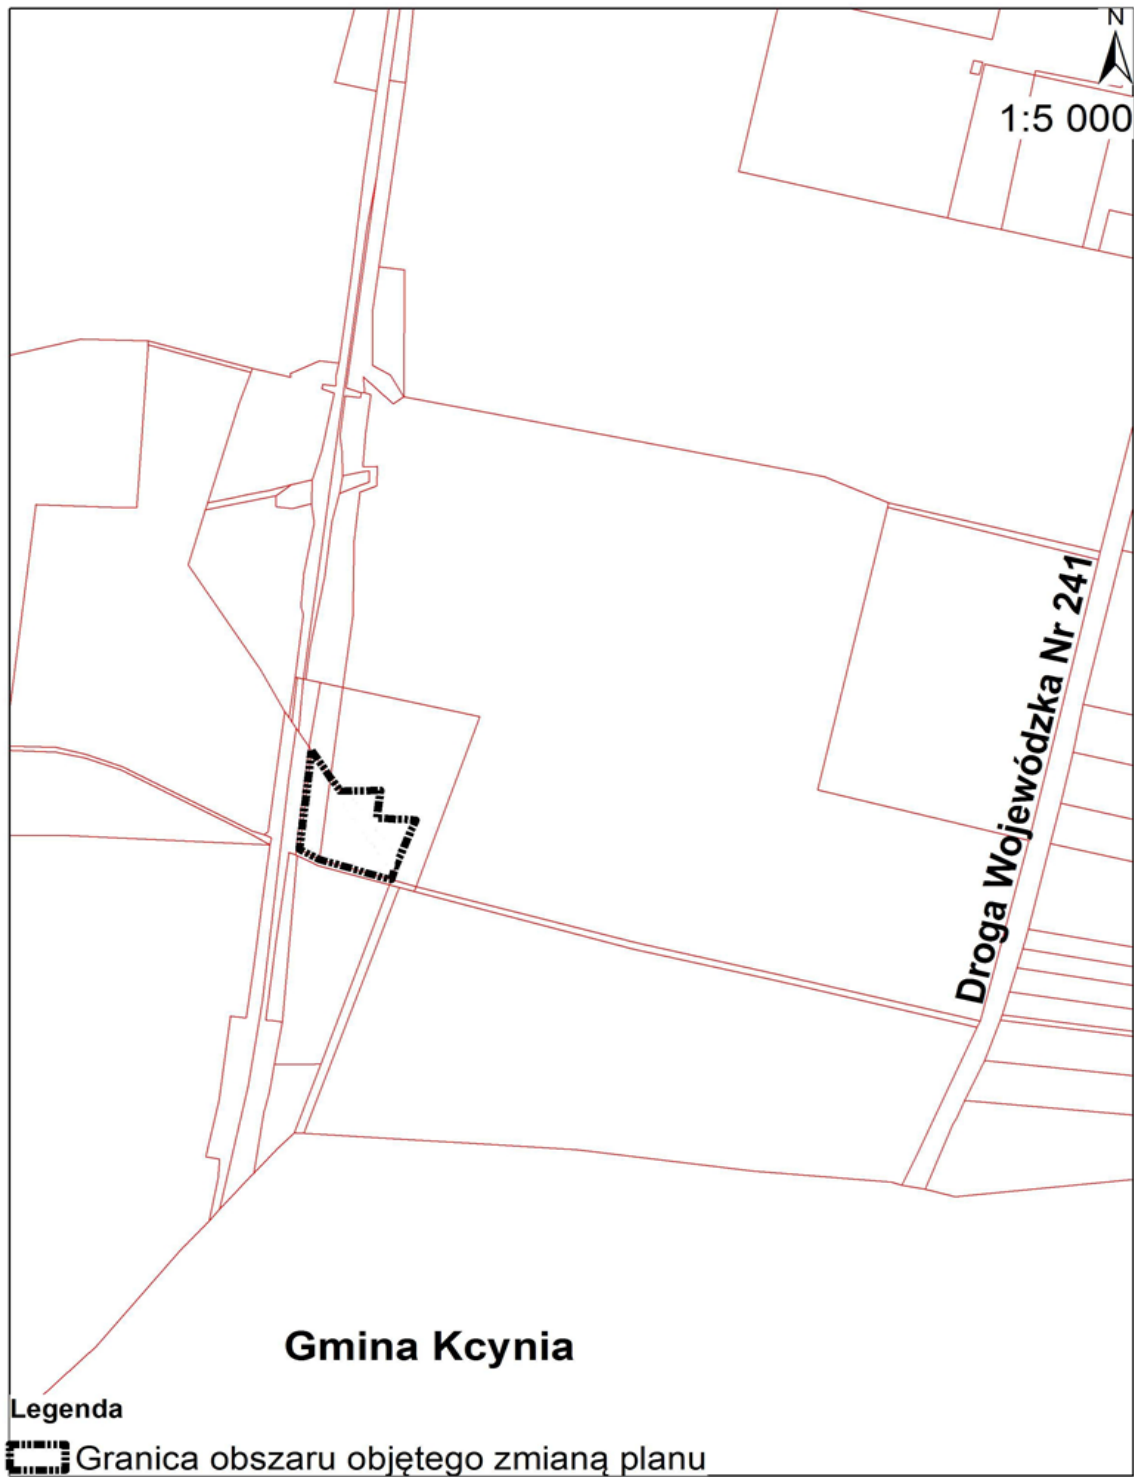 N
1:5 000
Droga Wojewódzka Nr 241
Gmina Kcynia
Legenda
Granica obszaru objętego zmianą planu